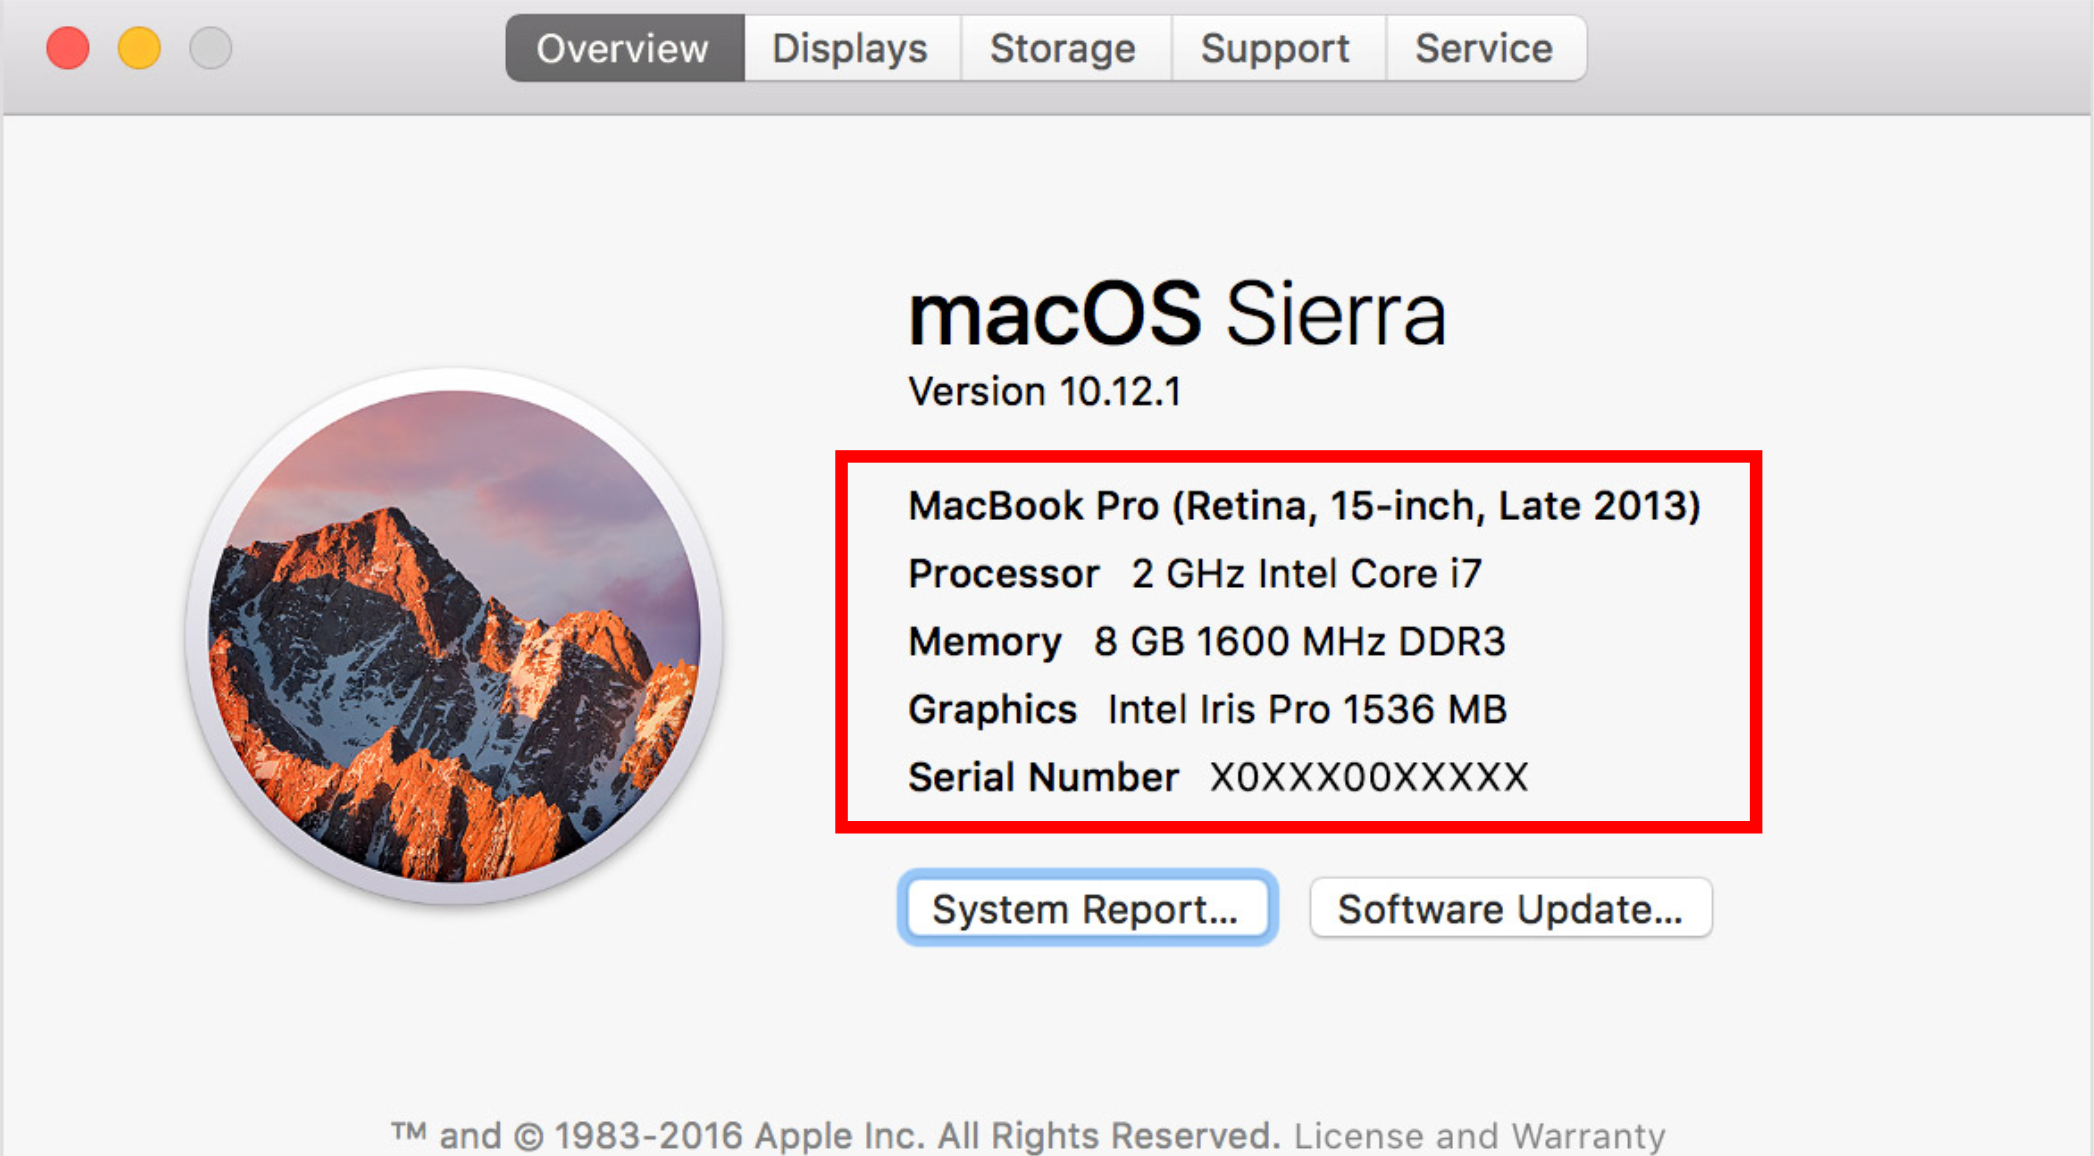 Overview Displays Storage Support Service
macOS Sierra
Version 10.12.1
MacBook Pro (Retina, 15-inch, Late 2013)
Processor 2 GHz Intel Core i7
Memory 8 GB 1600 MHz DDR3
Graphics Intel Iris Pro 1536 MB
Serial Number X0XXX00XXXXX
System Report... Software Update...
™ and © 1983-2016 Apple Inc. All Rights Reserved. License and Warranty